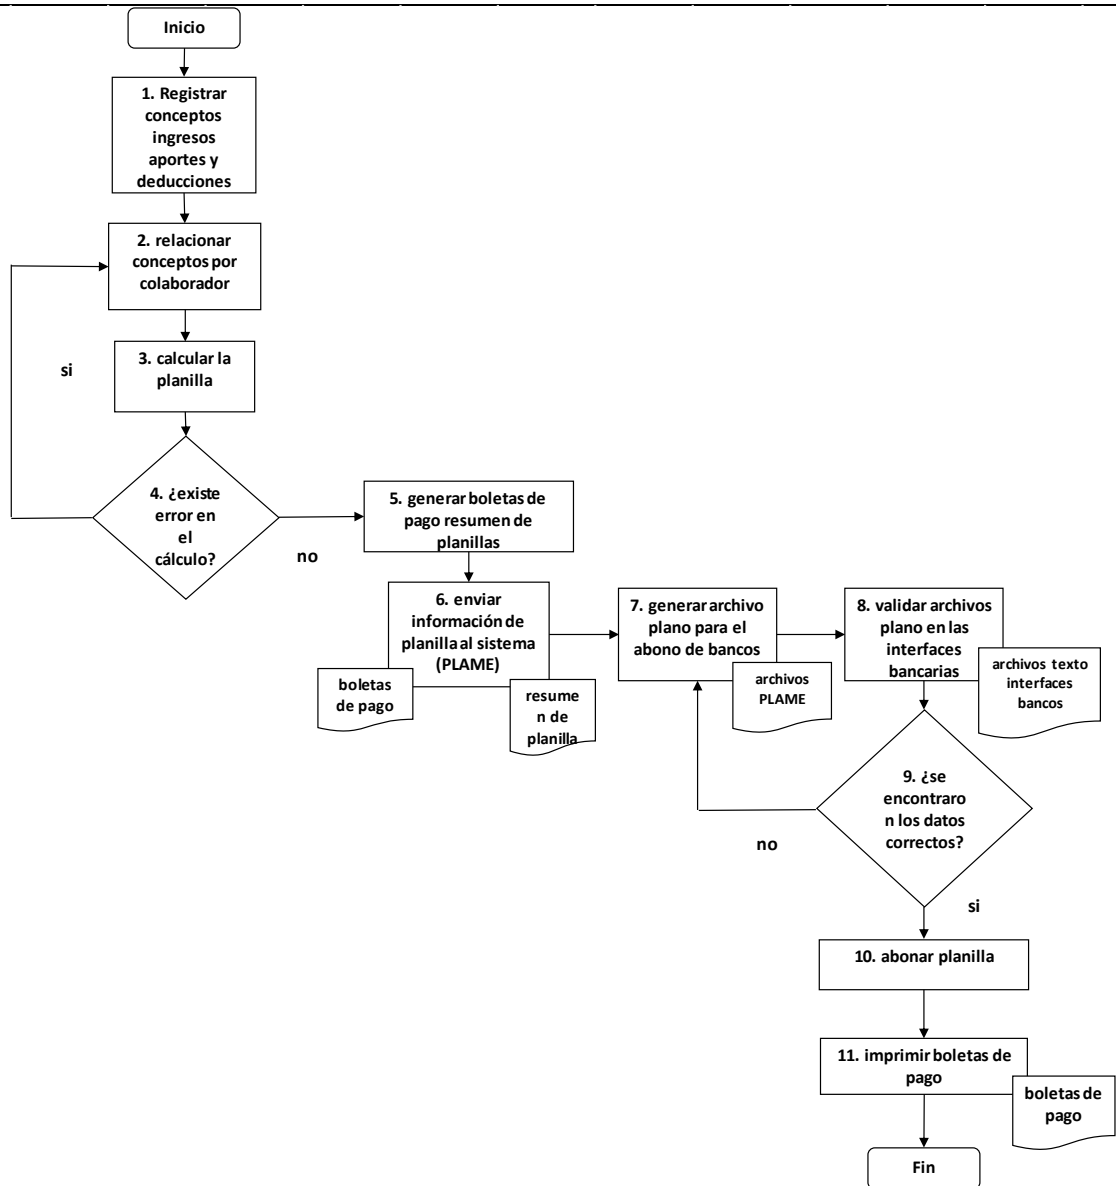 Inicio
1. Registrar
conceptos
ingresos
aportes y
deducciones
2. relacionar
conceptos por
colaborador
si
3. calcular la
planilla
4. ¿existe
error en
el
cálculo?
no
5. generar boletas de
pago resumen de
planillas
6. enviar
información de
planilla al sistema
(PLAME)
boletas
de pago
resume
n de
planilla
7. generar archivo
plano para el
abono de bancos
archivos
PLAME
8. validar archivos
plano en las
interfaces
bancarias
archivos texto
interfaces
bancos
9. ¿se
encontraro
n los datos
correctos?
no
si
10. abonar planilla
11. imprimir boletas de
pago
boletas de
pago
Fin